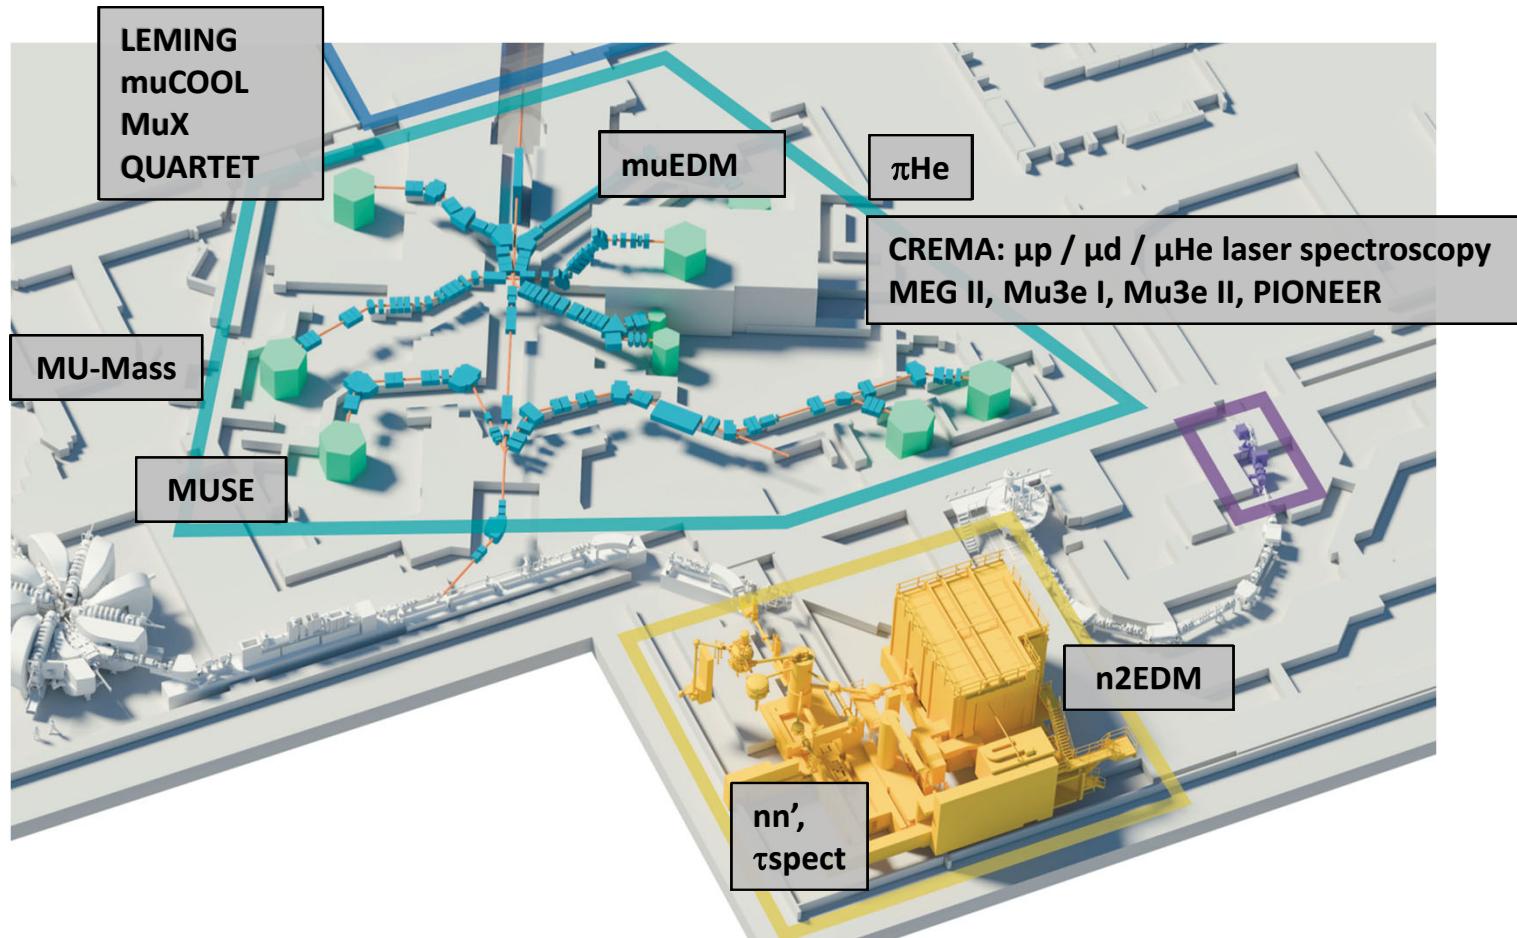 LEMING
muCOOL
MuX
QUARTET
muEDM
πHe
CREMA: μp / μd / μHe laser spectroscopy
MEG II, Mu3e I, Mu3e II, PIONEER
MU-Mass
MUSE
n2EDM
nn’,
τspect